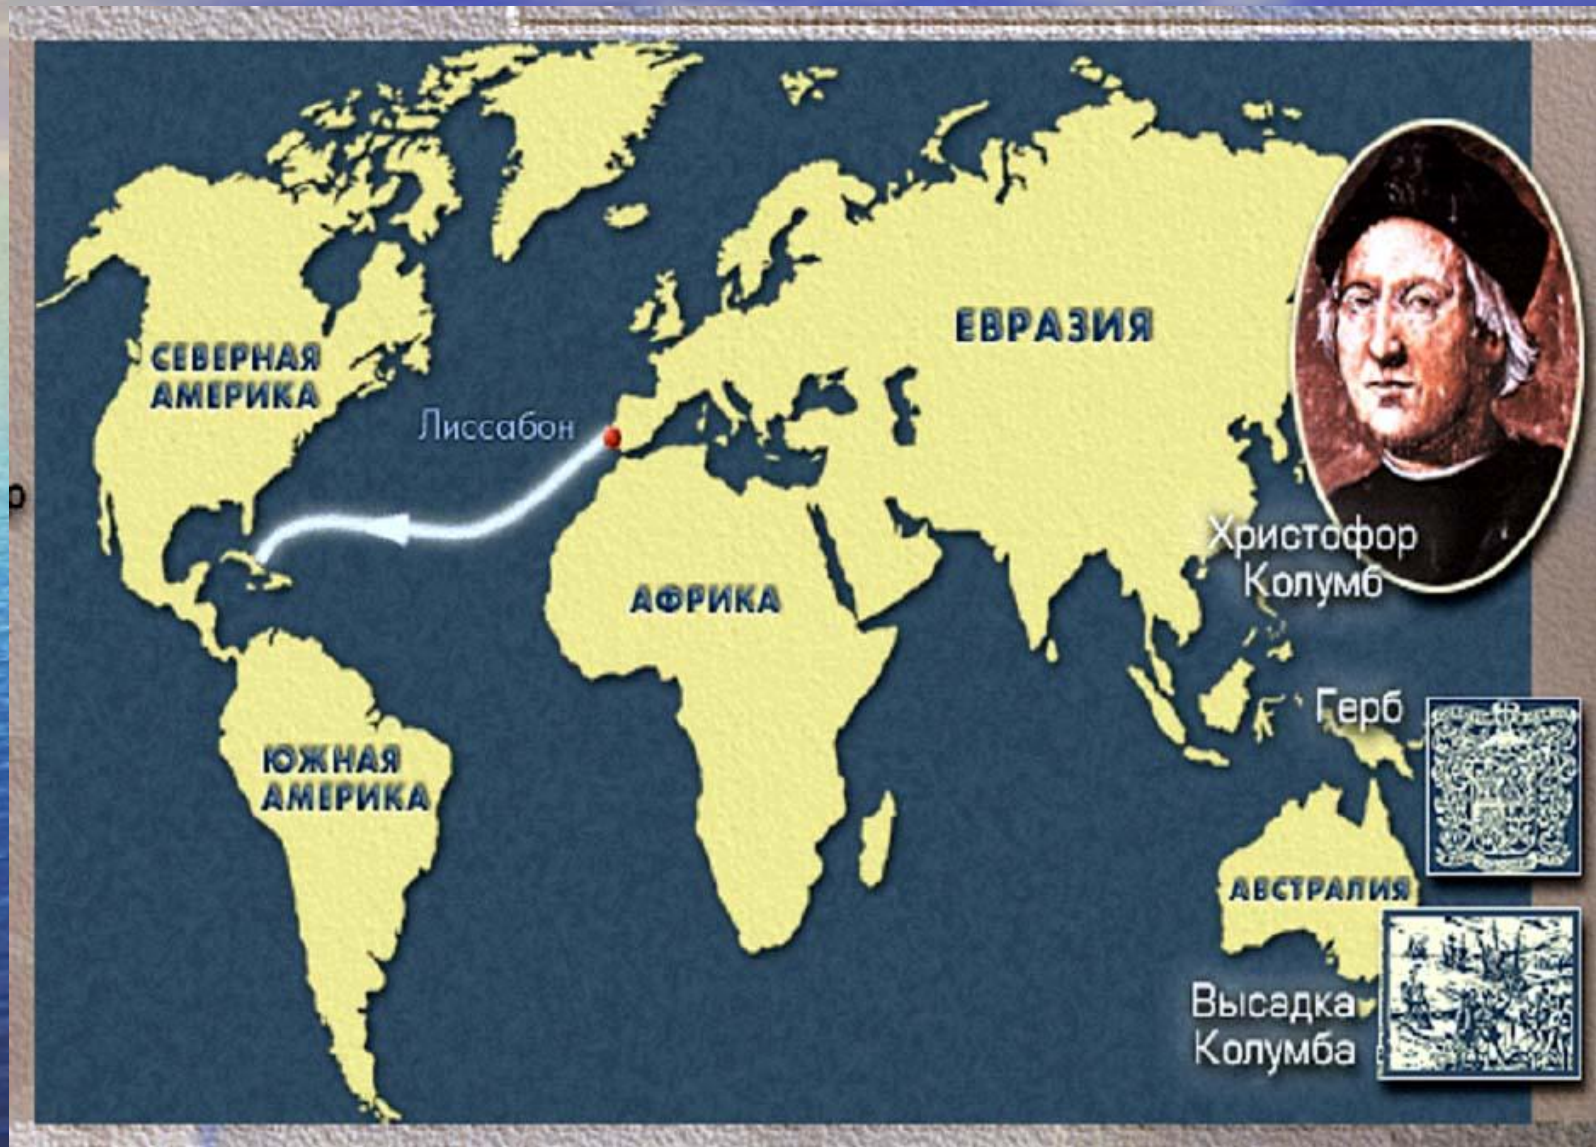 СЕВЕРНАЯ
АМЕРИКА
Лиссабон
ЕВРАЗИЯ
о
Христофор
Колумб
АФРИКА
Герб
ЮЖНАЯ
АМЕРИКА
АВСТРАЛИЯ
Высадка
Колумба